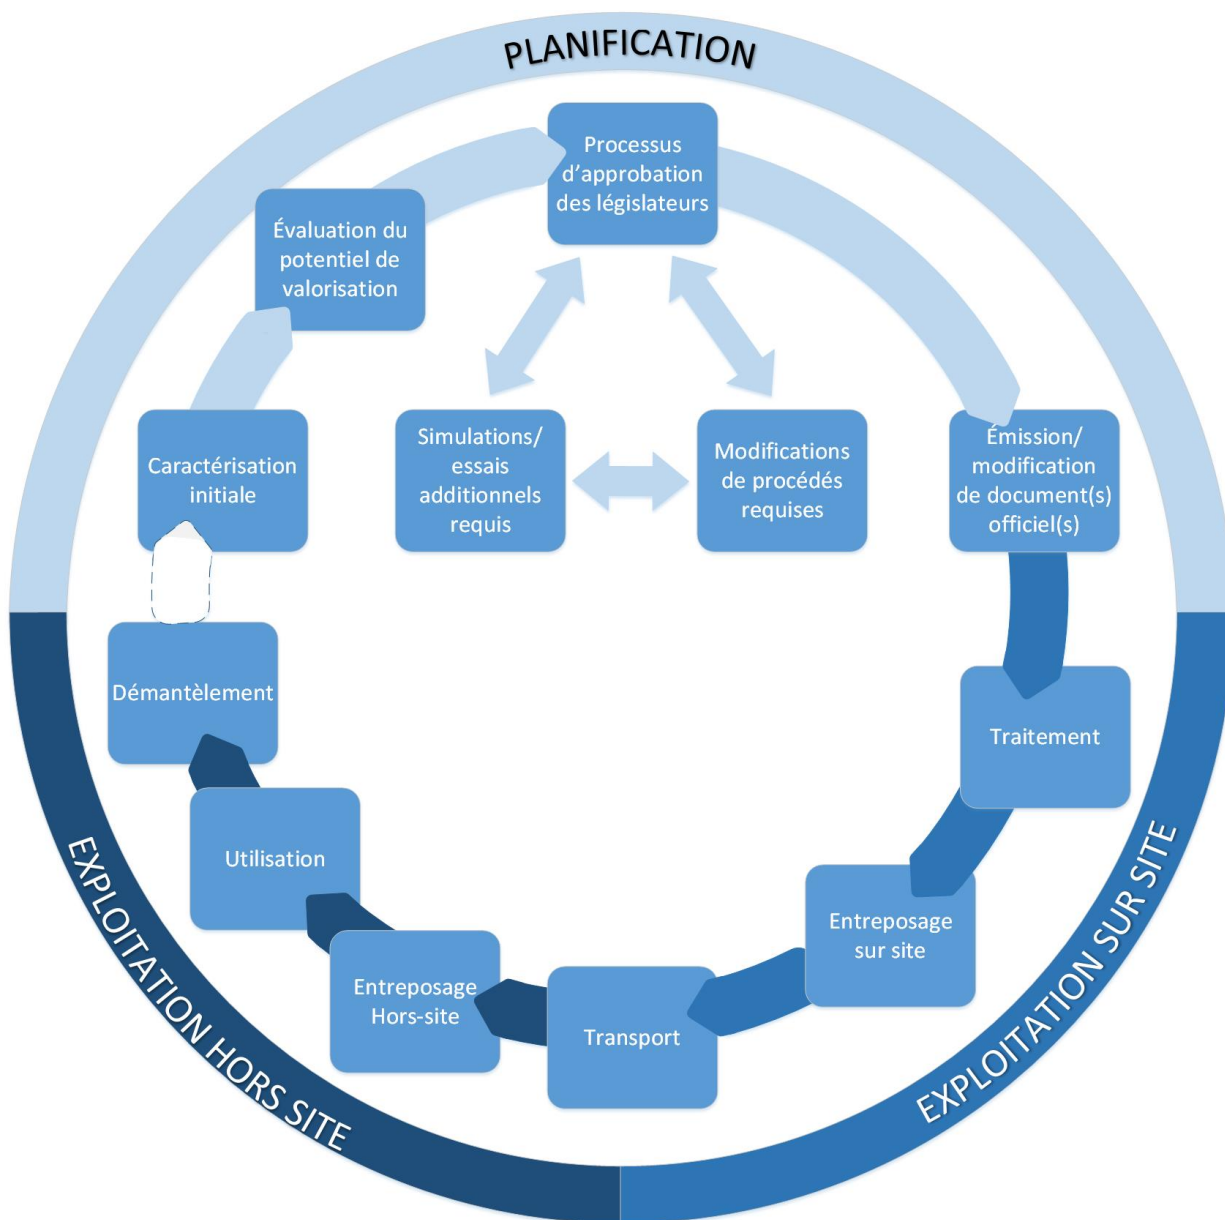 PLANIFICATION
Processus
d’approbation
des législateurs
Évaluation du
potentiel de
valorisation
Caractérisation
initiale
Simulations/
essais
additionnels
requis
Modifications
de procédés
requises
Émission/
modification
de document(s)
officiel(s)
Démantèlement
Traitement
Utilisation
Entreposage
sur site
Entreposage
Hors-site
Transport
EXPLOITATION HORS SITE
EXPLOITATION SUR SITE